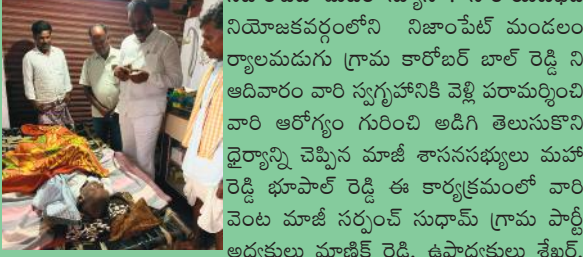 నియోజకవర్గంలోని నిజాంపేట్ మండలం
ర్యాలమడుగు గ్రామ కారోబర్ బాల్ రెడ్డి ని
ఆదివారం వారి స్వగృహానికి వెళ్లి పరామర్శించి
వారి ఆరోగ్యం గురించి అడిగి తెలుసుకొని
ధైర్యాన్ని చెప్పిన మాజీ శాసనసభ్యులు మహా
రెడ్డి భూపాల్ రెడ్డి ఈ కార్యక్రమంలో వారి
వెంట మాజీ సర్పంచ్ సుధామ్ గ్రామ పార్టీ
అధ్యక్షులు మాణిక్ రెడ్డి, ఉపాధ్యక్షులు శేఖర్,